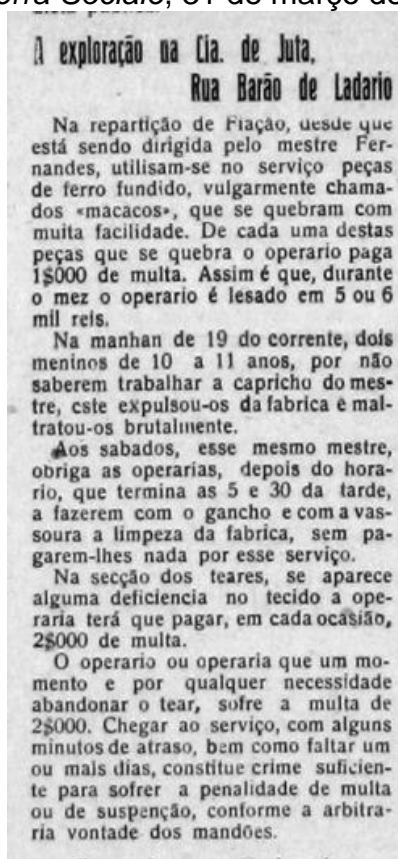 31 de março de
A exploração na Cia. de Juta,
Rua Barão de Ladario
Na repartição de Fiação, desde que
está sendo dirigida pelo mestre Fer-
nandes, utilisam-se no serviço peças
de ferro fundido, vulgarmente chama-
dos «macacos», que se quebram com
muita facilidade. De cada uma destas
peças que se quebra o operario paga
1$000 de multa. Assim é que, durante
o mez o operario é lesado em 5 ou 6
mil reis.
Na manhan de 19 do corrente, dois
meninos de 10 a 11 anos, por não
saberem trabalhar a capricho do mes-
tre, este expulsou-os da fabrica e mal-
tratou-os brutalmente.
Aos sabados, esse mesmo mestre,
obriga as operarias, depois do hora-
rio, que termina as 5 e 30 da tarde,
a fazerem com o gancho e com a vas-
soura a limpeza da fabrica, sem pa-
garem-lhes nada por esse serviço.
Na secção dos teares, se aparece
alguma deficiencia no tecido a ope-
raria terá que pagar, em cada ocasião,
2$000 de multa.
O operario ou operaria que um mo-
mento e por qualquer necessidade
abandonar o tear, sofre a multa de
2$000. Chegar ao serviço, com alguns
minutos de atraso, bem como faltar um
ou mais dias, constitue crime suficien-
te para sofrer a penalidade de multa
ou de suspenção, conforme a arbitra-
ria vontade dos mandões.